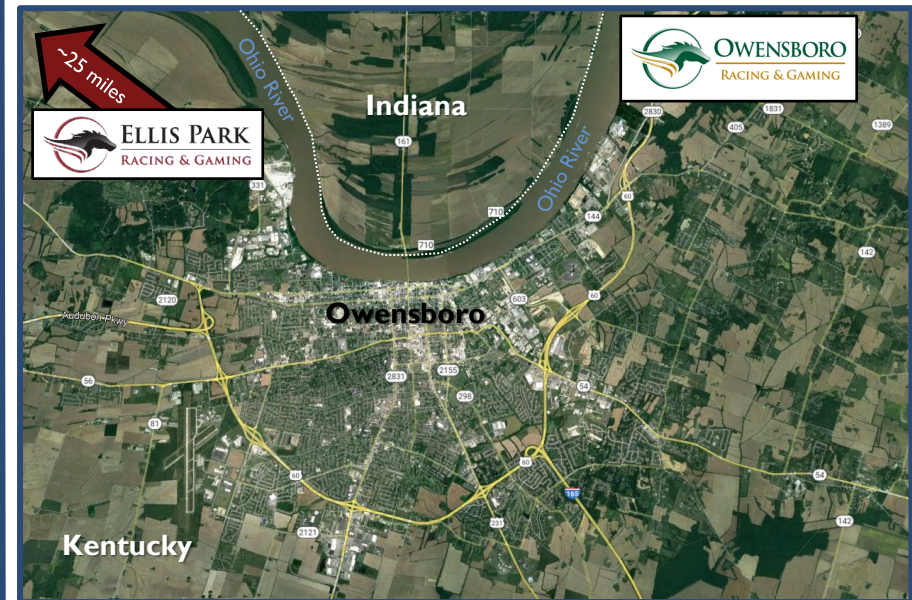 ~25 miles
ELLIS PARK
RACING & GAMING
OWENSBORO
RACING & GAMING
Ohio River
Indiana
Ohio River
161
2830
1831
405
1389
331
60
144
710
710
142
2120
603
60
Owensboro
Audubon Pkwy
56
2831
2155
54
298
81
60
60
54
165
231
2121
142
Kentucky